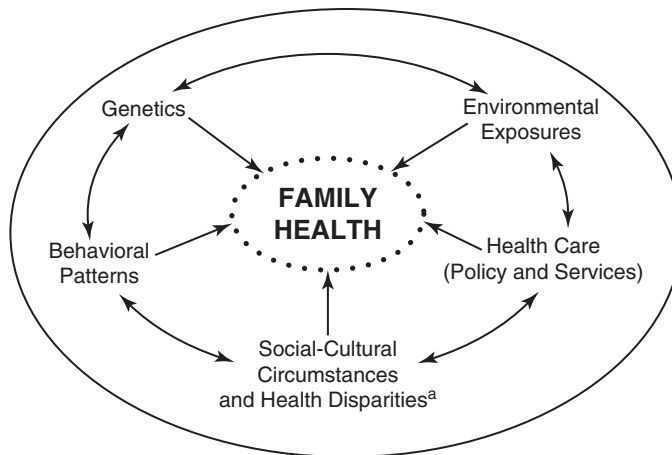 Genetics
Environmental
Exposures
FAMILY
HEALTH
Behavioral
Patterns
Health Care
(Policy and Services)
Social-Cultural
Circumstances
and Health Disparitiesᵃ